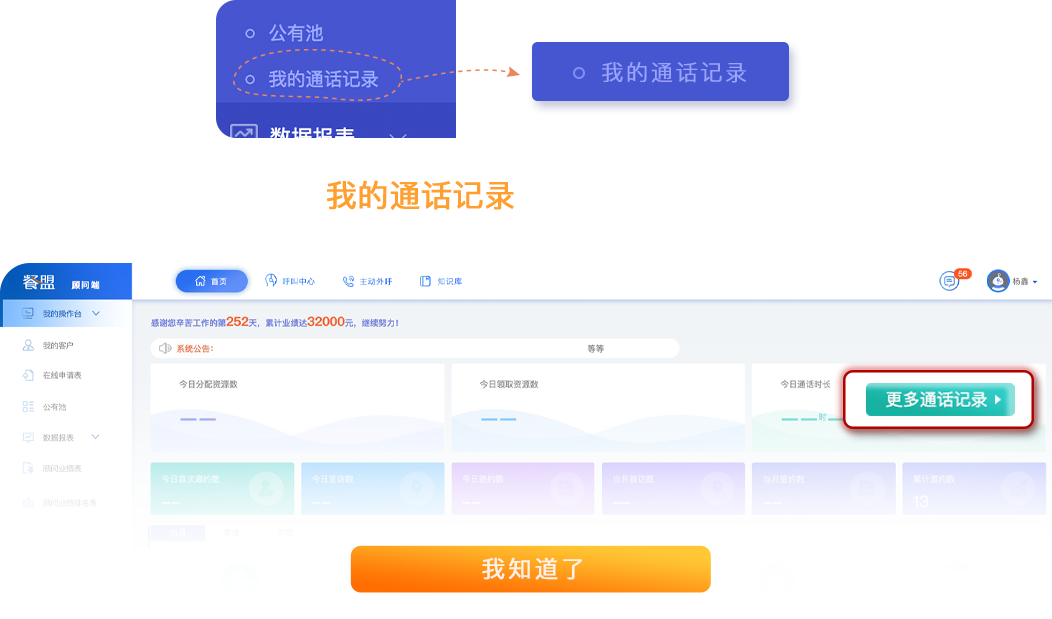 公有池
我的通话记录
我的通话记录
数据报表
我的通话记录
餐盟 顾问端
首页 呼叫中心 主动外呼 知识库
56
杨鑫
我的操作台
感谢您辛苦工作的第252天，累计业绩达32000元，继续努力！
我的客户
系统公告：
等等
在线申请表
今日分配资源数
今日领取资源数
今日通话时长
更多通话记录
公有池
时
数据报表
顾问业绩表
今日首次邀约数
今日邀约数
当月首访数
当月签约数
累计签约数
13
顾问业绩排名表
我知道了